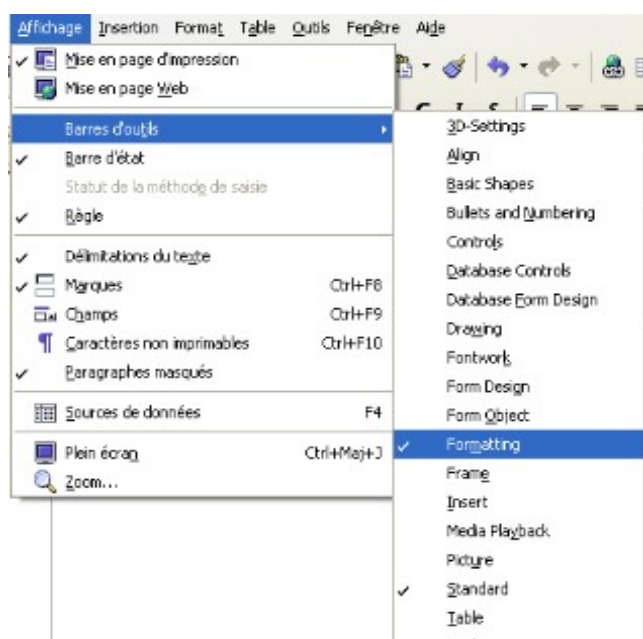 Affichage Insertion Format Table Outils Fenêtre Aide
Mise en page d'impression
Mise en page Web
Barres d'outils
Barre d'état
Statut de la méthode de saisie
Règle
Délimitations du texte
Marques Ctrl+F8
Champs Ctrl+F9
Caractères non imprimables Ctrl+F10
Paragraphes masqués
Sources de données F4
Plein écran Ctrl+Maj+J
Zoom...
3D-Settings
Align
Basic Shapes
Bullets and Numbering
Controls
Database Controls
Database Form Design
Drawing
Fontwork
Form Design
Form Object
Formatting
Frame
Insert
Media Playback
Picture
Standard
Table